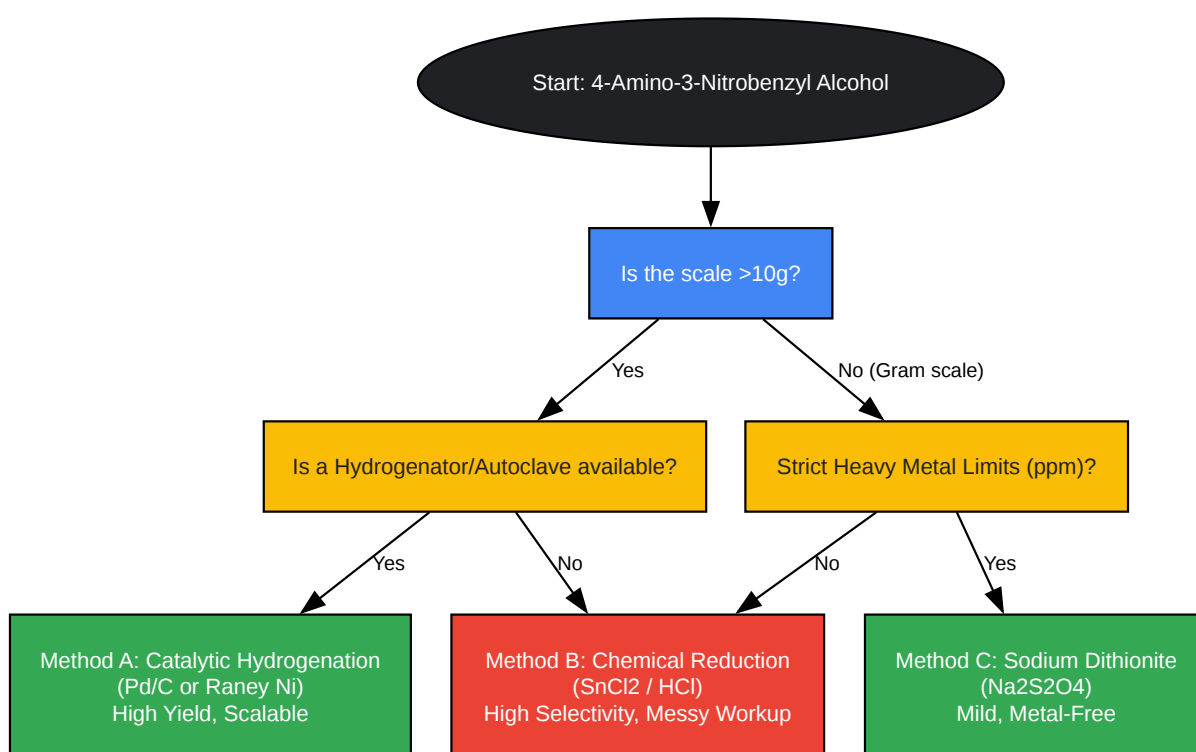 Start: 4-Amino-3-Nitrobenzyl Alcohol
Is the scale >10g?
Yes
No (Gram scale)
Is a Hydrogenator/Autoclave available?
Strict Heavy Metal Limits (ppm)?
Yes
No
No
Yes
Method A: Catalytic Hydrogenation
(Pd/C or Raney Ni)
High Yield, Scalable
Method B: Chemical Reduction
(SnCl2 / HCl)
High Selectivity, Messy Workup
Method C: Sodium Dithionite
(Na2S2O4)
Mild, Metal-Free